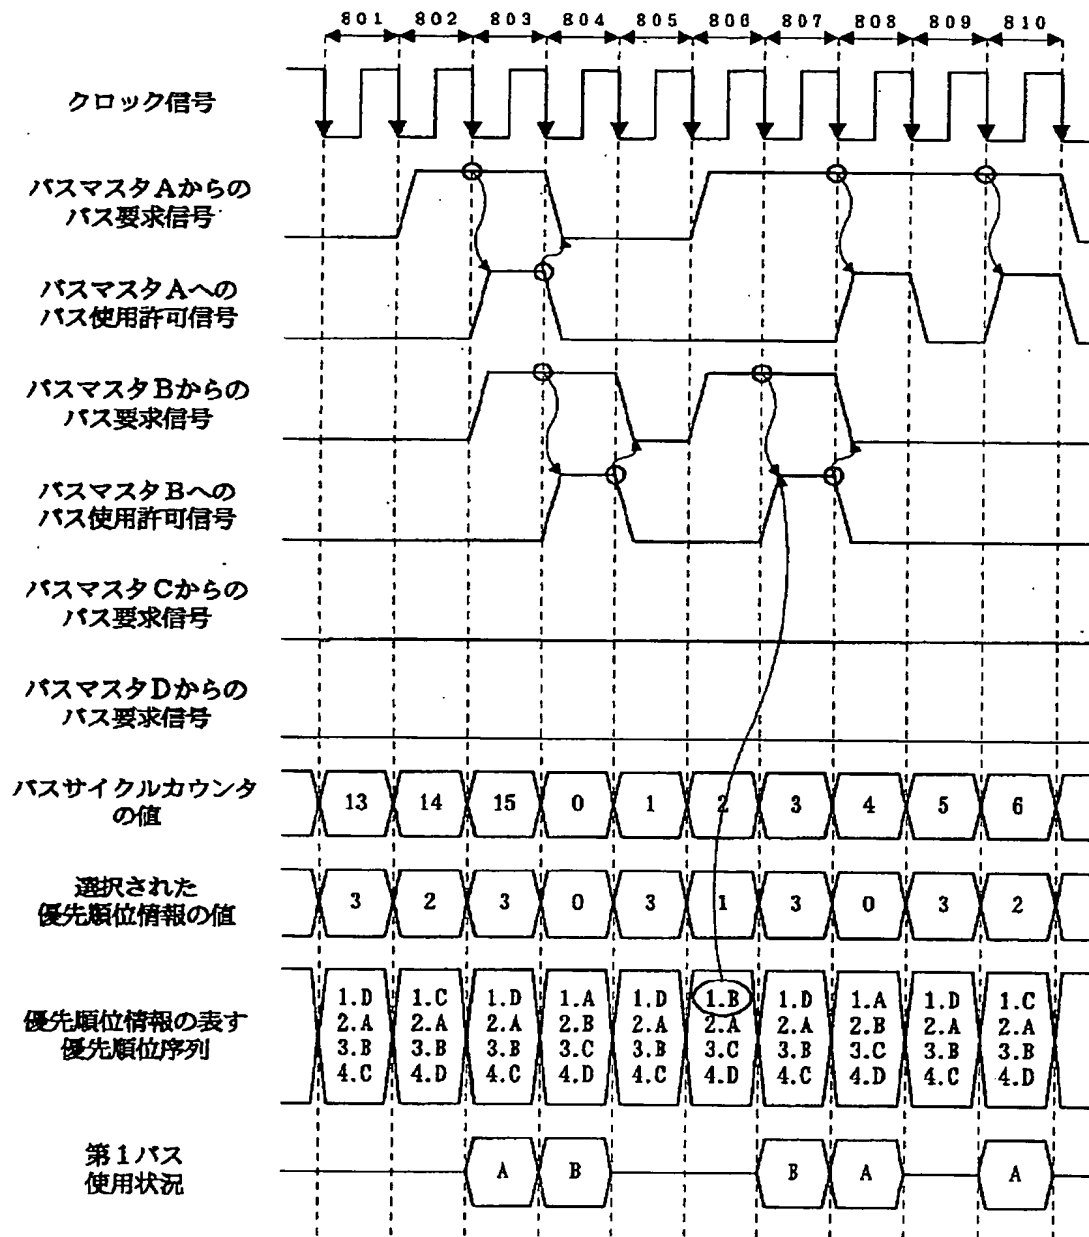 801 802 803 804 805 806 807 808 809 810
クロック信号
バスマスタAからの
バス要求信号
バスマスタAへの
バス使用許可信号
バスマスタBからの
バス要求信号
バスマスタBへの
バス使用許可信号
バスマスタCからの
バス要求信号
バスマスタDからの
バス要求信号
バスサイクルカウンタ
の値
13 14 15 0 1 2 3 4 5 6
選択された
優先順位情報の値
3 2 3 0 3 1 3 0 3 2
優先順位情報の表す
優先順位序列
1.D 1.C 1.D 1.A 1.D 1.B 1.D 1.A 1.D 1.C
2.A 2.A 2.A 2.B 2.A 2.A 2.A 2.B 2.A 2.A
3.B 3.B 3.B 3.C 3.B 3.C 3.B 3.C 3.B 3.B
4.C 4.D 4.C 4.D 4.C 4.D 4.C 4.D 4.C 4.D
第1バス
使用状況
A B B A A